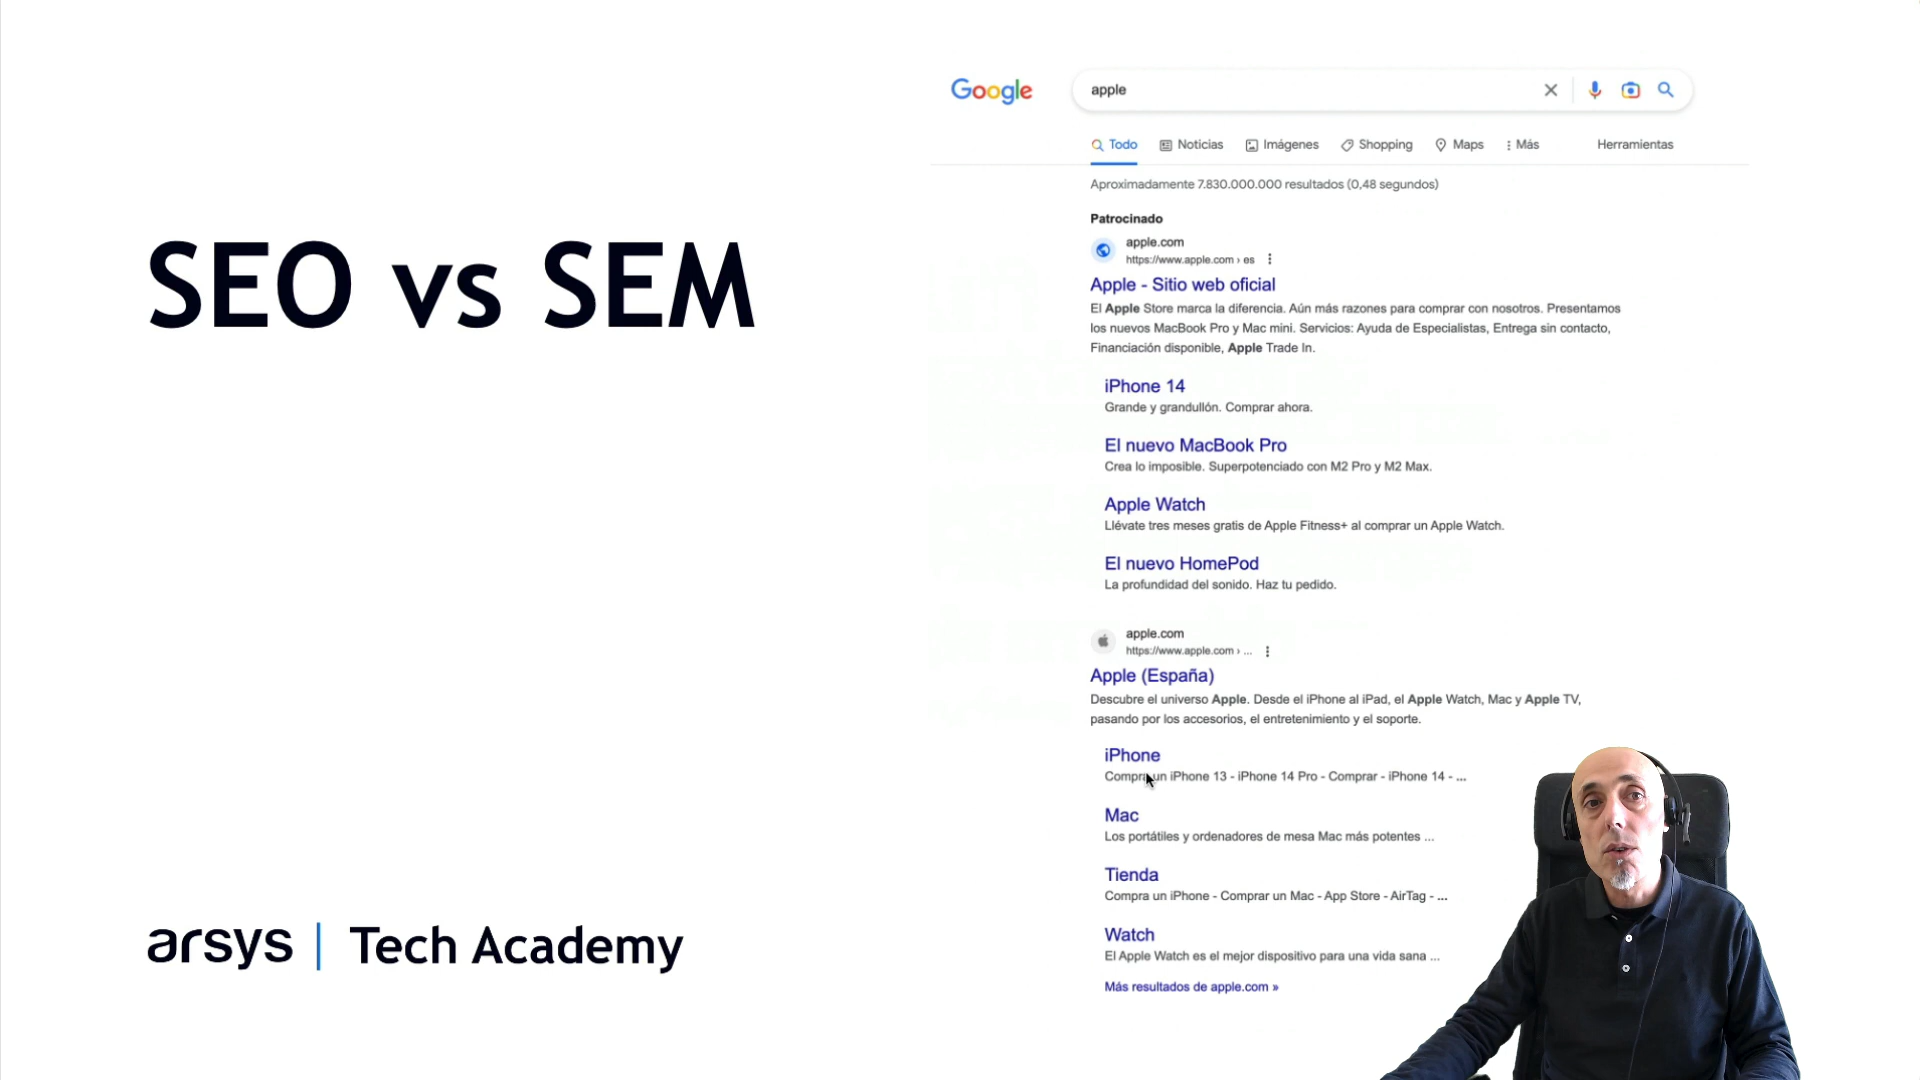 SEO vs SEM
arsys | Tech Academy
Google
apple
Todo Noticias Imágenes Shopping Maps Más Herramientas
Aproximadamente 7.830.000.000 resultados (0,48 segundos)
Patrocinado
apple.com
https://www.apple.com › es
Apple - Sitio web oficial
El Apple Store marca la diferencia. Aún más razones para comprar con nosotros. Presentamos
los nuevos MacBook Pro y Mac mini. Servicios: Ayuda de Especialistas, Entrega sin contacto,
Financiación disponible, Apple Trade In.
iPhone 14
Grande y grandullón. Comprar ahora.
El nuevo MacBook Pro
Crea lo imposible. Superpotenciado con M2 Pro y M2 Max.
Apple Watch
Llévate tres meses gratis de Apple Fitness+ al comprar un Apple Watch.
El nuevo HomePod
La profundidad del sonido. Haz tu pedido.
apple.com
https://www.apple.com › ...
Apple (España)
Descubre el universo Apple. Desde el iPhone al iPad, el Apple Watch, Mac y Apple TV,
pasando por los accesorios, el entretenimiento y el soporte.
iPhone
Compra un iPhone 13 - iPhone 14 Pro - Comprar - iPhone 14 - ...
Mac
Los portátiles y ordenadores de mesa Mac más potentes ...
Tienda
Compra un iPhone - Comprar un Mac - App Store - AirTag - ...
Watch
El Apple Watch es el mejor dispositivo para una vida sana ...
Más resultados de apple.com »